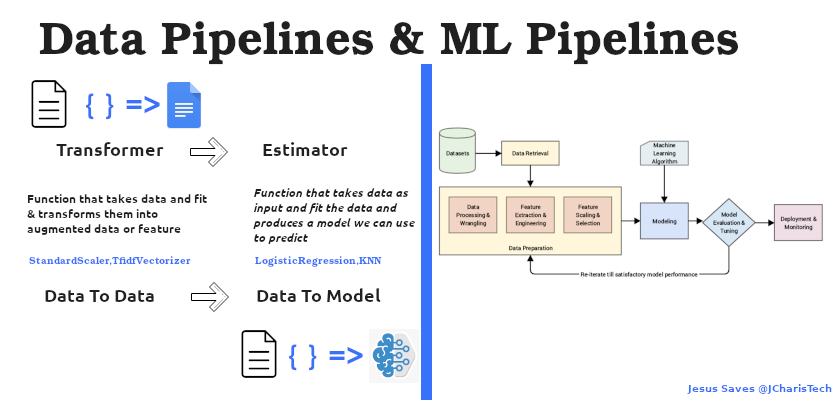 Data Pipelines & ML Pipelines
{ } =>
Transformer
Estimator
Function that takes data and fit
& transforms them into
augmented data or feature
Function that takes data as
input and fit the data and
produces a model we can use
to predict
StandardScaler,TfidfVectorizer
LogisticRegression,KNN
Data To Data
Data To Model
{ } =>
Datasets
Data Retrieval
Machine
Learning
Algorithm
Data
Processing &
Wrangling
Feature
Extraction &
Engineering
Feature
Scaling &
Selection
Data Preparation
Modeling
Model
Evaluation &
Tuning
Deployment &
Monitoring
Re-iterate till satisfactory model performance
Jesus Saves @JCharisTech